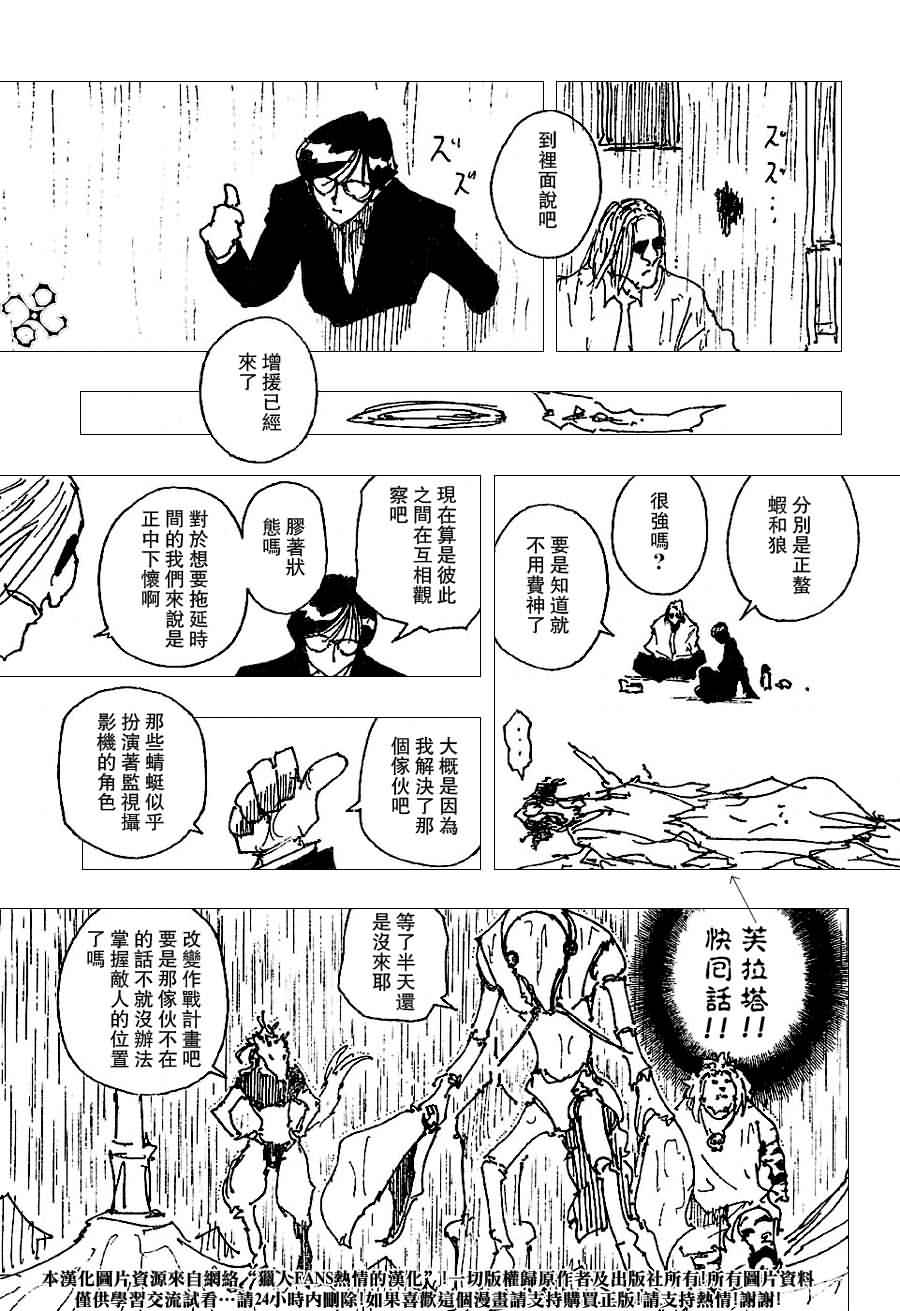 ズ
ズ
…
到裡面說吧
ズ
ズ
增援已經
來了
分別是正螯
蝦和狼
很強嗎?
要是知道就
不用費神了
……
現在算是彼此
之間在互相觀
察吧
膠著狀
態嗎
對於想要拖延時
間的我們來說是
正中下懷啊
大概是因為
我解決了那
個傢伙吧
那些蜻蜓似乎
扮演著監視攝
影機的角色
芙拉塔!!
快回話!!
等了半天還
是沒來耶
改變作戰計畫吧
要是那傢伙不在
的話不就沒辦法
掌握敵人的位置
了嗎
本漢化圖片資源來自網絡“獵人FANS熱情的漢化”!一切版權歸原作者及出版社所有!所有圖片資料
僅供學習交流試看…請24小時內刪除!如果喜歡這個漫畫請支持購買正版!請支持熱情!謝謝!